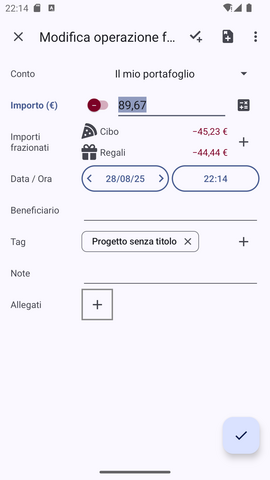 22:14
Modifica operazione f…
Conto
Il mio portafoglio
Importo (€)
89,67
Importi
frazionati
Cibo
−45,23 €
Regali
−44,44 €
Data / Ora
28/08/25
22:14
Beneficiario
Tag
Progetto senza titolo
Note
Allegati